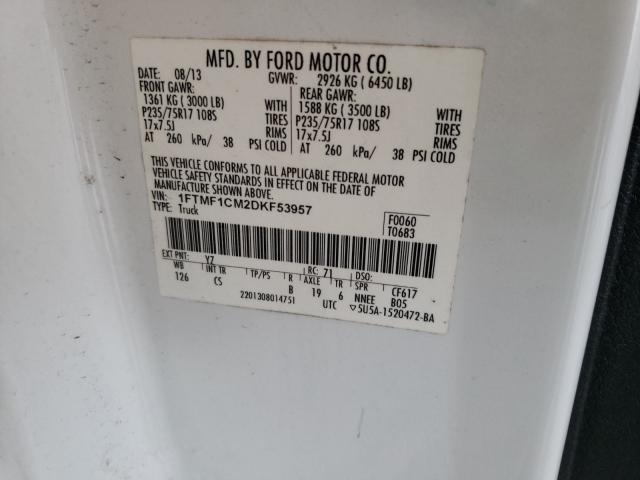 MFD. BY FORD MOTOR CO.
DATE: 08/13 GVWR: 2926 KG ( 6450 LB)
FRONT GAWR: REAR GAWR:
1361 KG ( 3000 LB) WITH 1588 KG ( 3500 LB) WITH
P235/75R17 108S TIRES P235/75R17 108S TIRES
17x7.5J RIMS 17x7.5J RIMS
AT 260 kPa/ 38 PSI COLD AT 260 kPa/ 38 PSI COLD
THIS VEHICLE CONFORMS TO ALL APPLICABLE FEDERAL MOTOR
VEHICLE SAFETY STANDARDS IN EFFECT ON THE DATE OF
MANUFACTURE SHOWN ABOVE.
VIN: 1FTMF1CM2DKF53957 F0060
TYPE: Truck T0683
EXT PNT: YZ RC: 71 DSO:
WB INT TR TP/PS R AXLE TR SPR CF617
126 CS B 19 6 NNEE B05
2201308014751 UTC ▽5U5A-1520472-BA